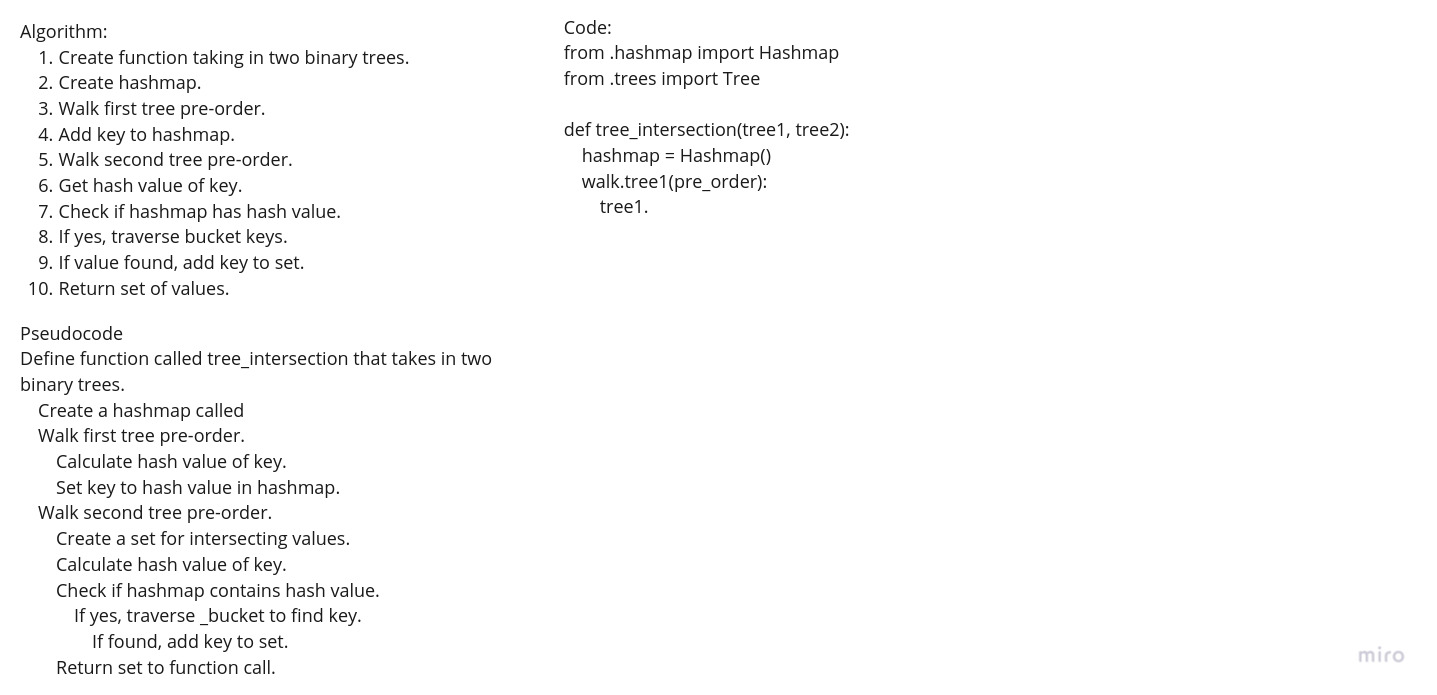 Algorithm:
1. Create function taking in two binary trees.
2. Create hashmap.
3. Walk first tree pre-order.
4. Add key to hashmap.
5. Walk second tree pre-order.
6. Get hash value of key.
7. Check if hashmap has hash value.
8. If yes, traverse bucket keys.
9. If value found, add key to set.
10. Return set of values.
Pseudocode
Define function called tree_intersection that takes in two
binary trees.
Create a hashmap called
Walk first tree pre-order.
Calculate hash value of key.
Set key to hash value in hashmap.
Walk second tree pre-order.
Create a set for intersecting values.
Calculate hash value of key.
Check if hashmap contains hash value.
If yes, traverse _bucket to find key.
If found, add key to set.
Return set to function call.
Code:
from .hashmap import Hashmap
from .trees import Tree
def tree_intersection(tree1, tree2):
hashmap = Hashmap()
walk.tree1(pre_order):
tree1.
miro